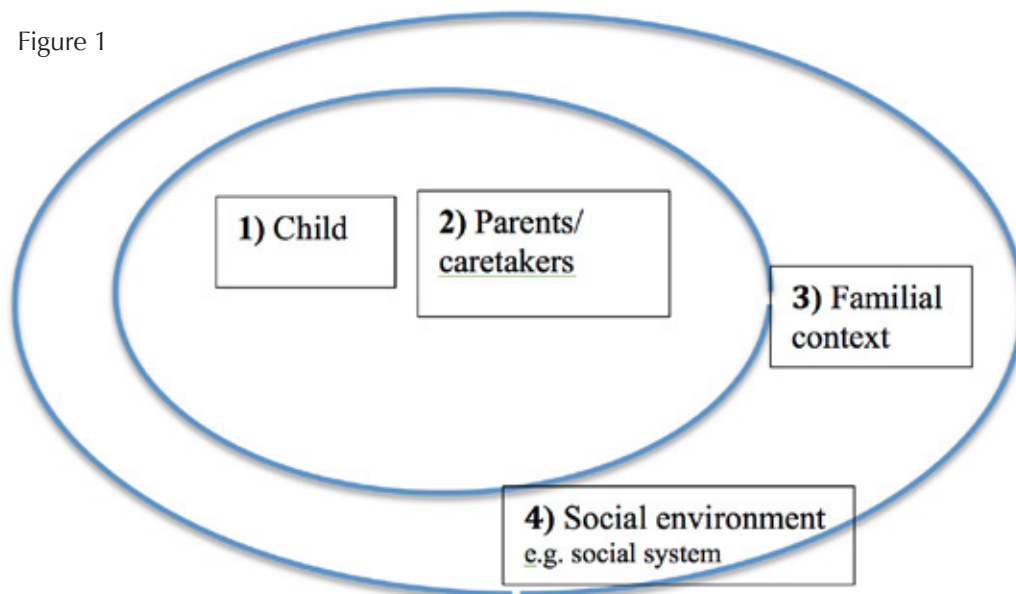 Figure 1
1) Child
2) Parents/
caretakers
3) Familial
context
4) Social environment
e.g. social system